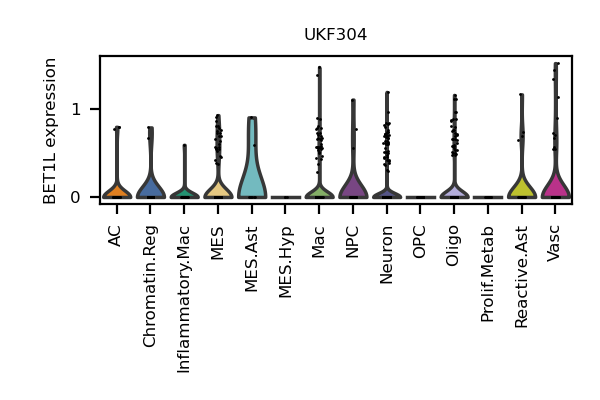 UKF304
BET1L expression
1
0
AC
Chromatin.Reg
Inflammatory.Mac
MES
MES.Ast
MES.Hyp
Mac
NPC
Neuron
OPC
Oligo
Prolif.Metab
Reactive.Ast
Vasc